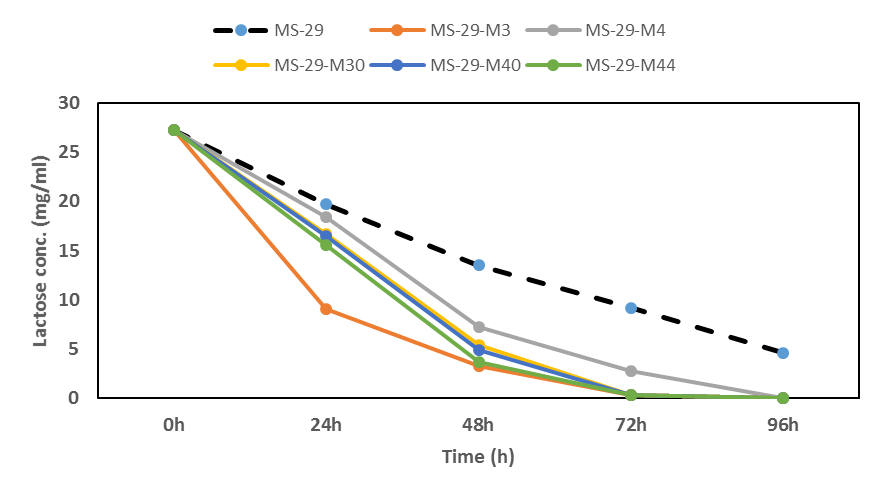 MS-29 MS-29-M3 MS-29-M4
MS-29-M30 MS-29-M40 MS-29-M44
30
25
20
15
10
5
0
Lactose conc. (mg/ml)
0h 24h 48h 72h 96h
Time (h)